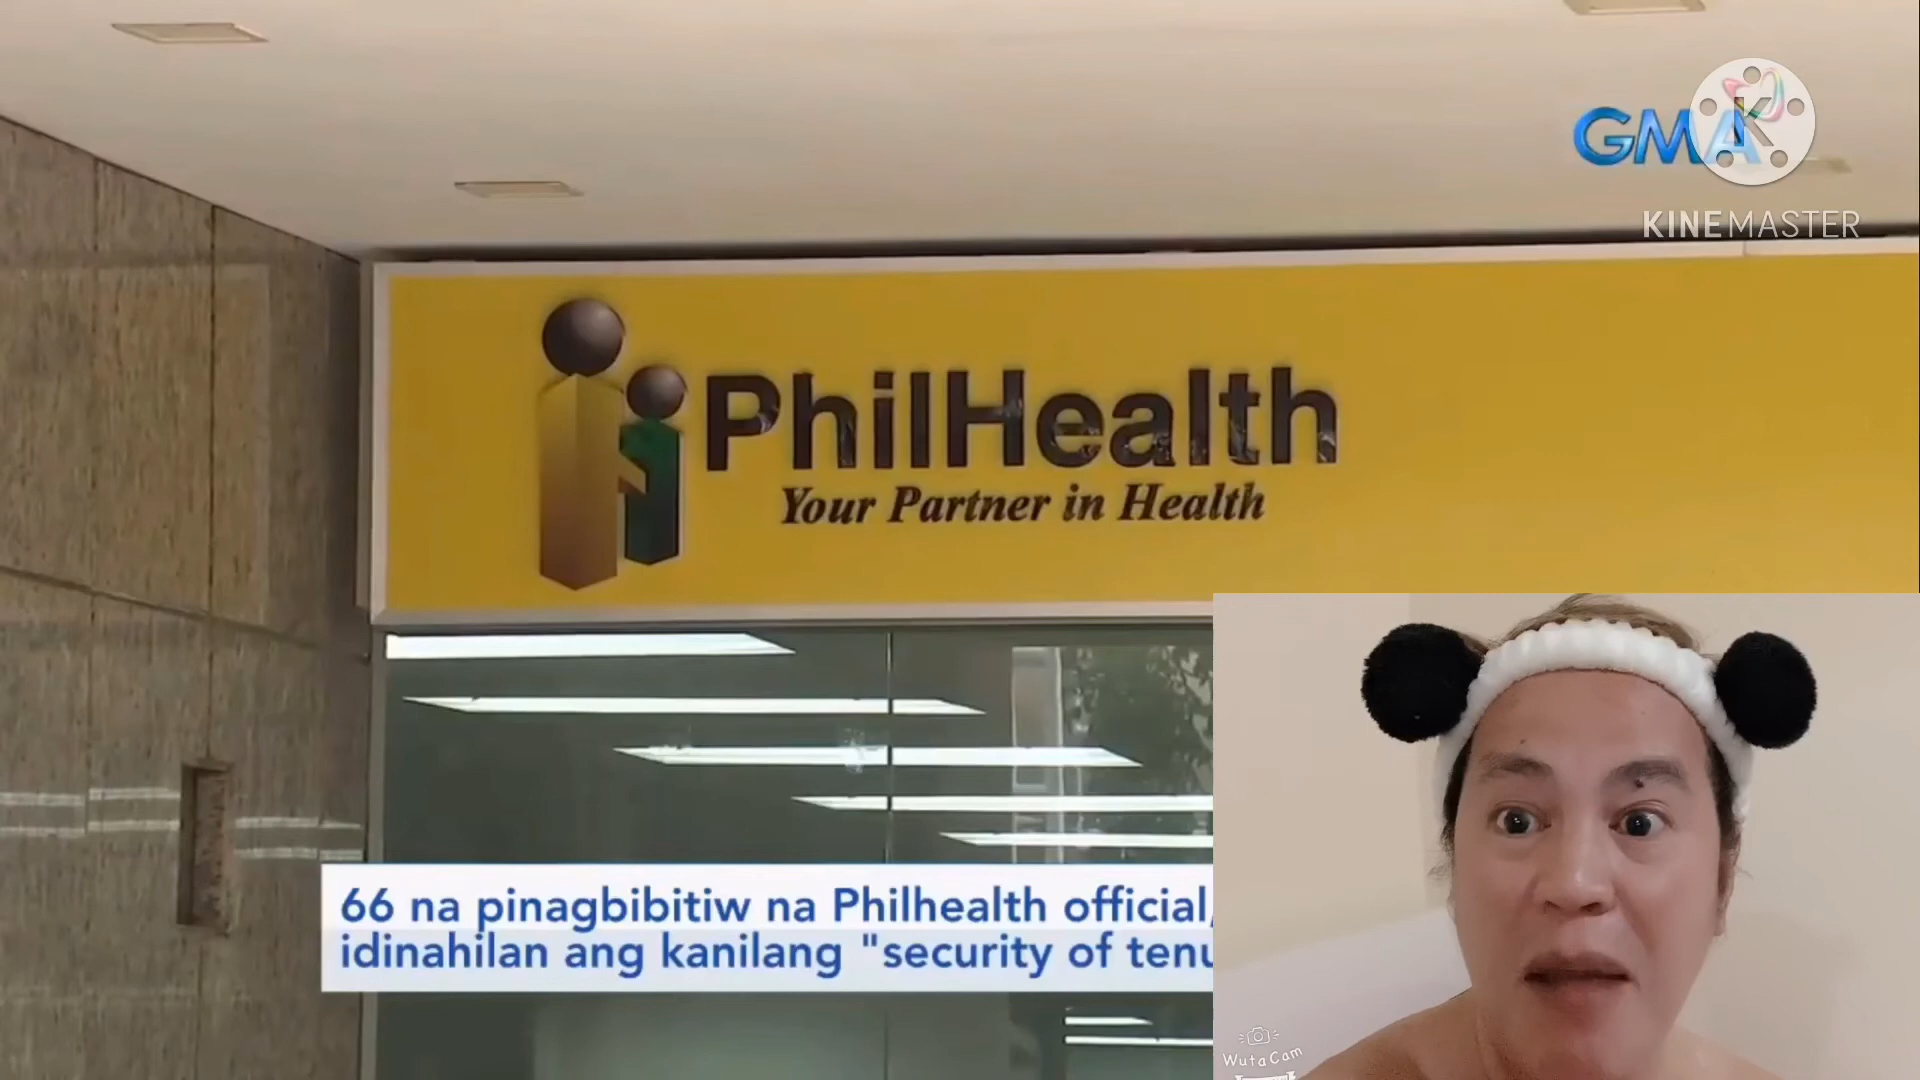 GMA
K
KINEMASTER
PhilHealth
Your Partner in Health
66 na pinagbibitiw na Philhealth official,
idinahilan ang kanilang "security of
WutaCam